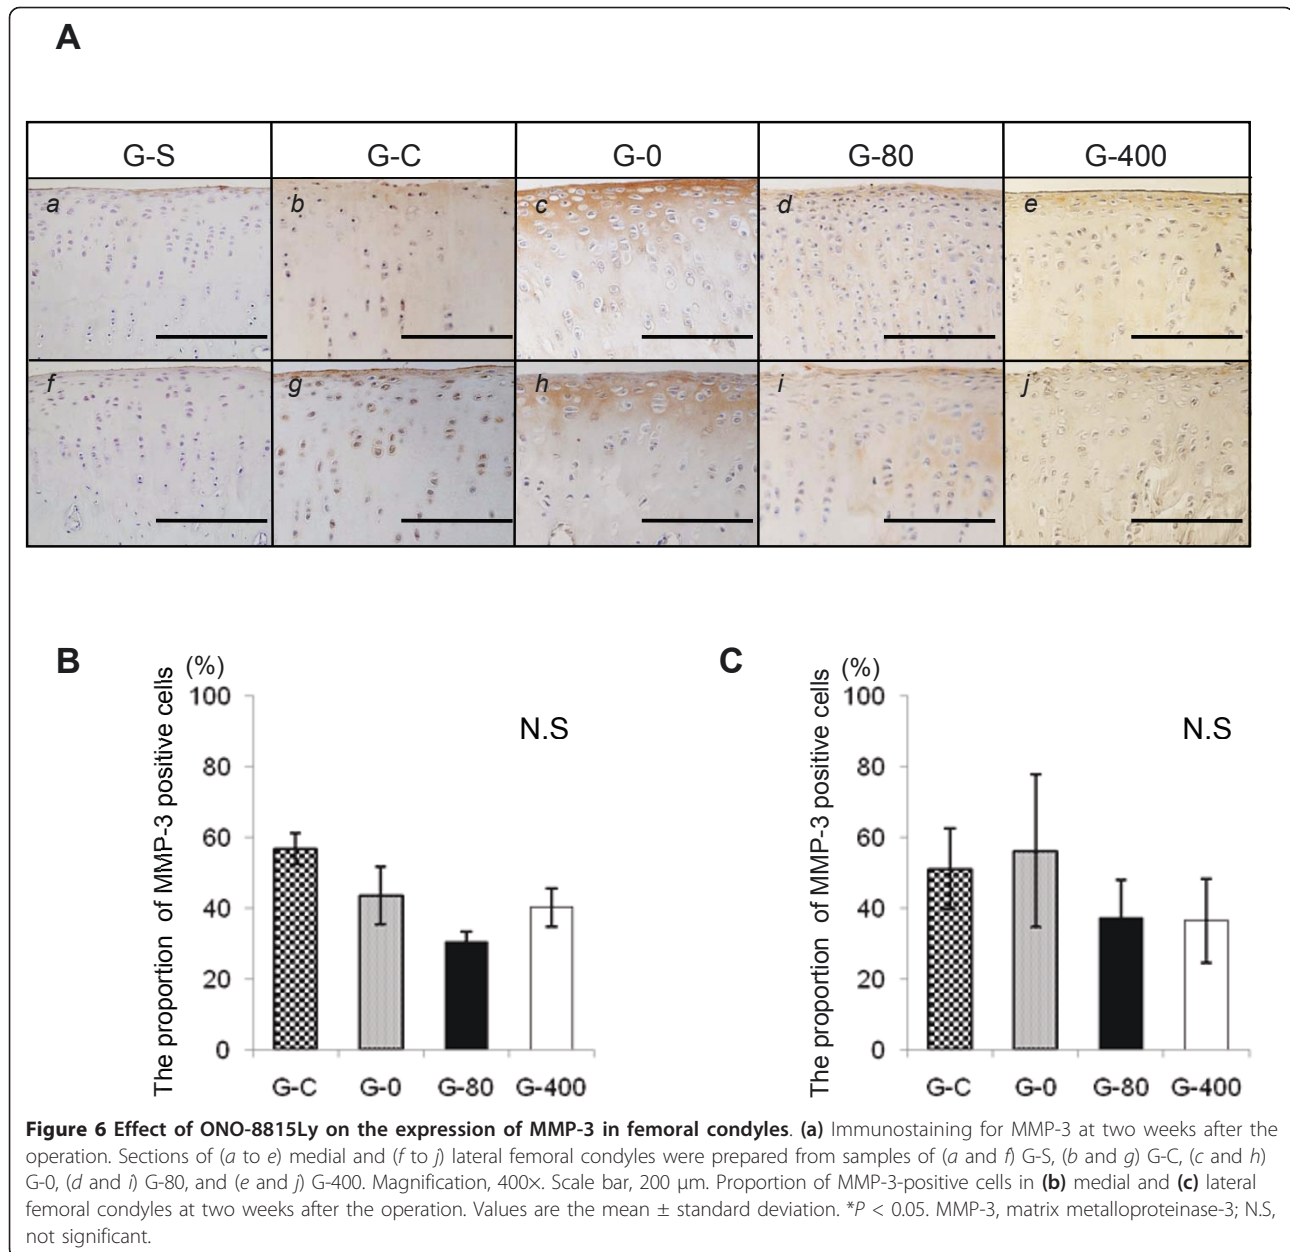 A
G-S G-C G-0 G-80 G-400
a b c d e
f g h i j
B
The proportion of MMP-3 positive cells
(%)
100
80
60
40
20
0
N.S
G-C G-0 G-80 G-400
C
The proportion of MMP-3 positive cells
(%)
100
80
60
40
20
0
N.S
G-C G-0 G-80 G-400
Figure 6 Effect of ONO-8815Ly on the expression of MMP-3 in femoral condyles. (a) Immunostaining for MMP-3 at two weeks after the
operation. Sections of (a to e) medial and (f to j) lateral femoral condyles were prepared from samples of (a and f) G-S, (b and g) G-C, (c and h)
G-0, (d and i) G-80, and (e and j) G-400. Magnification, 400×. Scale bar, 200 μm. Proportion of MMP-3-positive cells in (b) medial and (c) lateral
femoral condyles at two weeks after the operation. Values are the mean ± standard deviation. *P < 0.05. MMP-3, matrix metalloproteinase-3; N.S,
not significant.